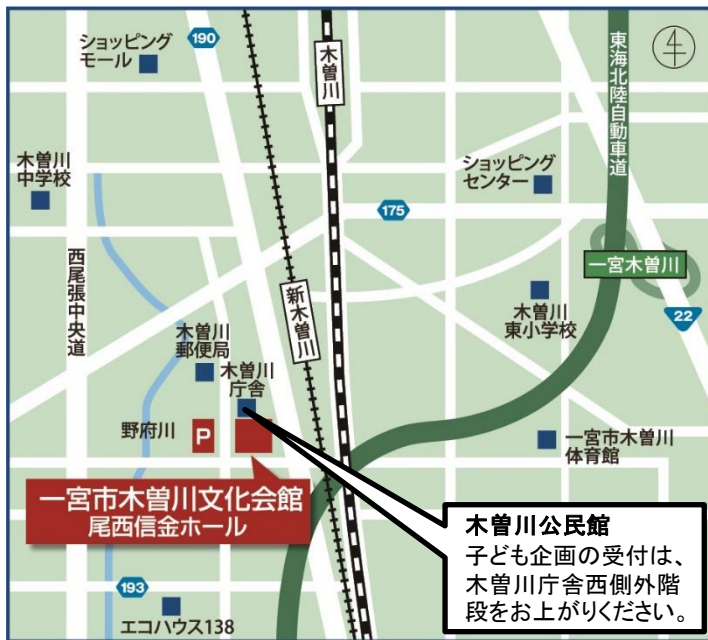 190
ショッピング
モール
木曽川
東海北陸自動車道
木曽川
中学校
ショッピング
センター
175
一宮木曽川
西尾張中央道
新木曽川
木曽川
東小学校
22
木曽川
郵便局
木曽川
庁舎
野府川
P
一宮市木曽川
体育館
一宮市木曽川文化会館
尾西信金ホール
木曽川公民館
子ども企画の受付は、
木曽川庁舎西側外階
段をお上がりください。
193
エコハウス138